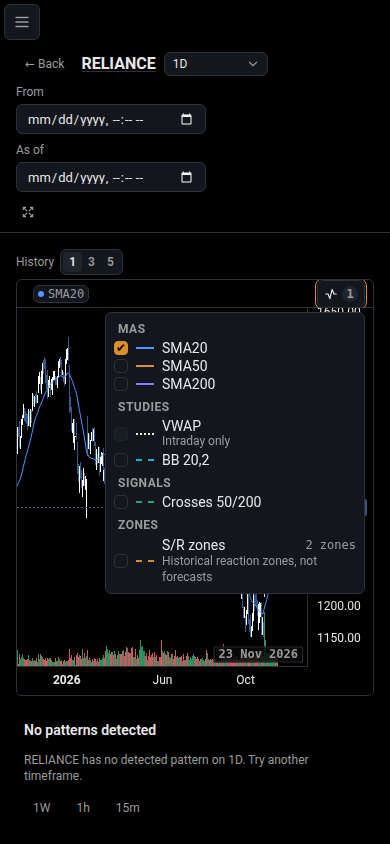 ← Back RELIANCE 1D
From
mm/dd/yyyy, --:-- --
As of
mm/dd/yyyy, --:-- --
History 1 3 5
SMA20 1
MAS
SMA20
SMA50
SMA200
STUDIES
VWAP
Intraday only
BB 20,2
SIGNALS
Crosses 50/200
ZONES
S/R zones 2 zones
Historical reaction zones, not
forecasts
1200.00
1150.00
23 Nov 2026
2026 Jun Oct
No patterns detected
RELIANCE has no detected pattern on 1D. Try another
timeframe.
1W 1h 15m